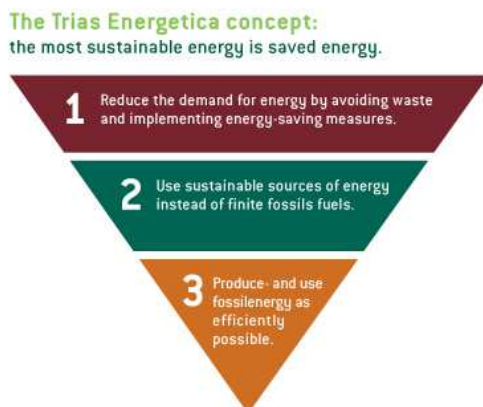 The Trias Energetica concept:
the most sustainable energy is saved energy.
1 Reduce the demand for energy by avoiding waste
and implementing energy-saving measures.
2 Use sustainable sources of energy
instead of finite fossils fuels.
3 Produce- and use
fossilenergy as
efficiently
possible.